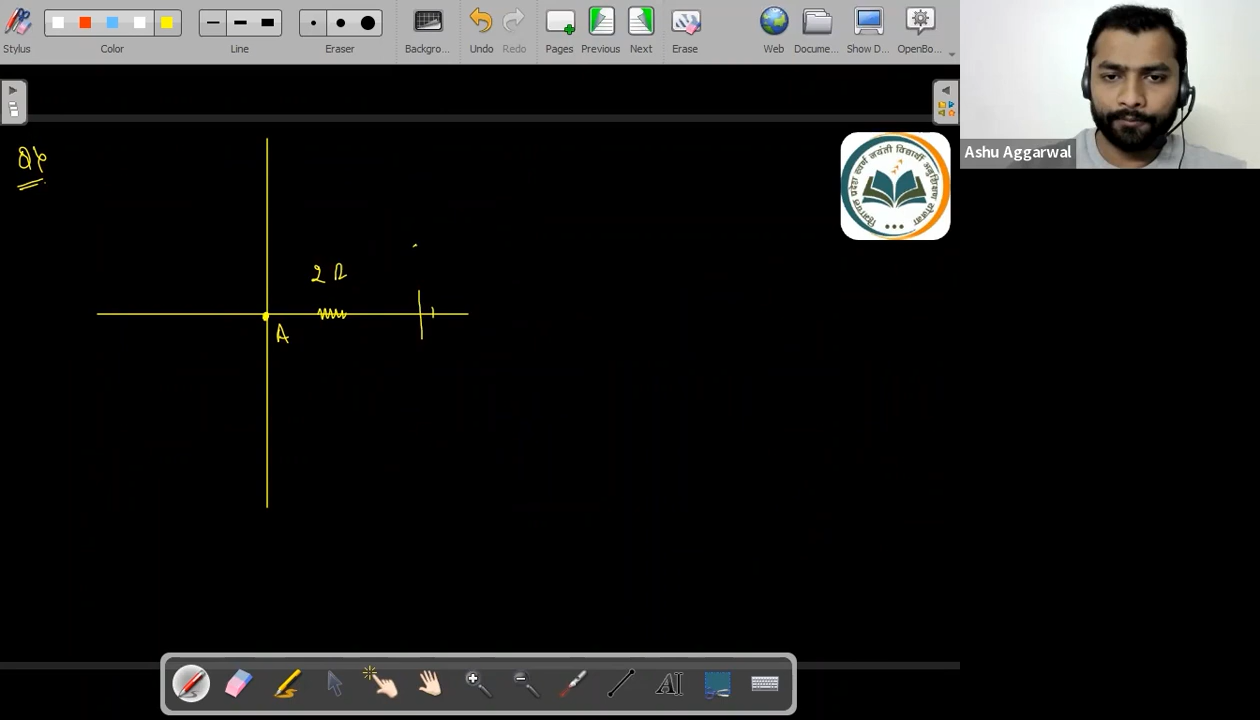 Stylus
Color
Line
Eraser
Backgro...
Undo
Redo
Pages
Previous
Next
Erase
Web
Docume...
Show D...
OpenBo...
Ashu Aggarwal
2 Ω
A